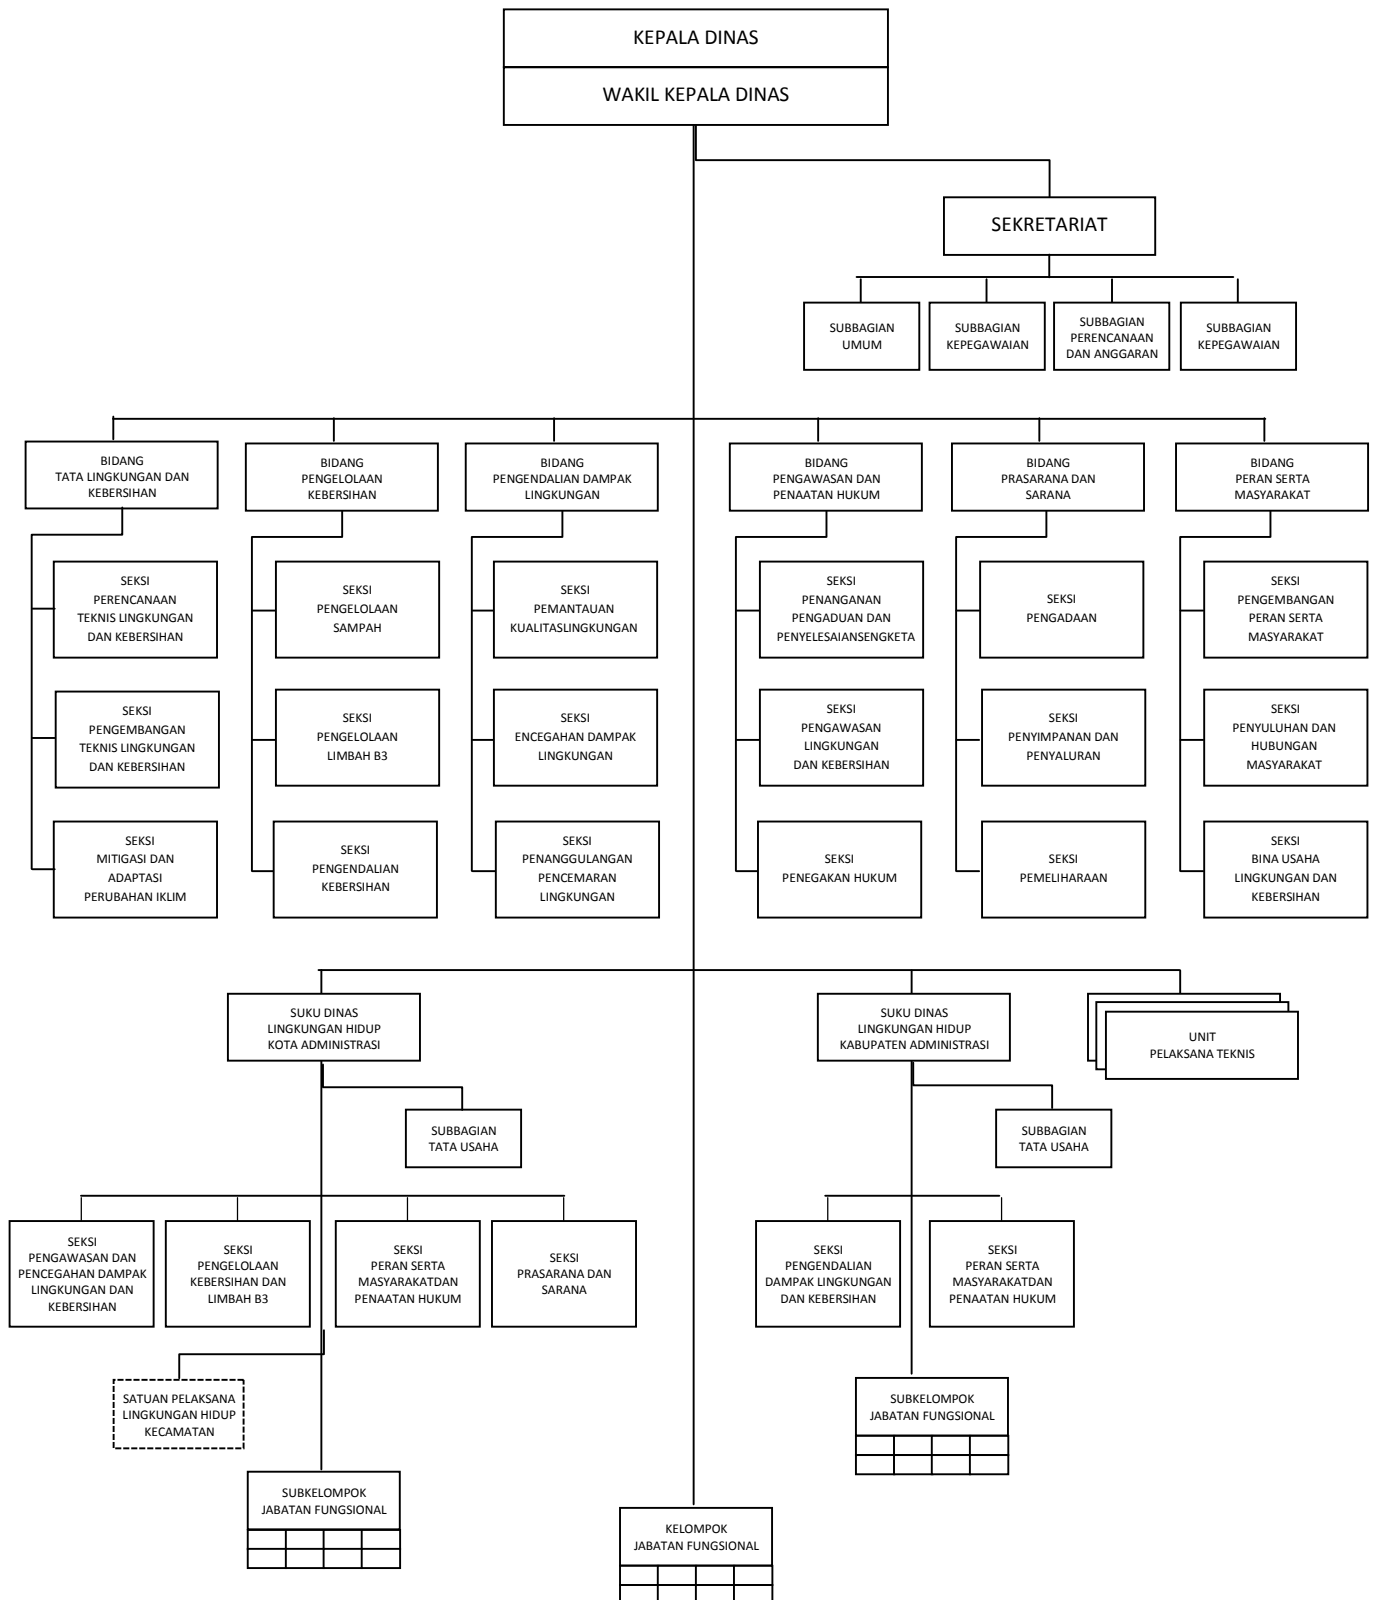 KEPALA DINAS
WAKIL KEPALA DINAS
SEKRETARIAT
SUBBAGIAN
UMUM
SUBBAGIAN
KEPEGAWAIAN
SUBBAGIAN
PERENCANAAN
DAN ANGGARAN
SUBBAGIAN
KEPEGAWAIAN
BIDANG
TATA LINGKUNGAN DAN
KEBERSIHAN
BIDANG
PENGELOLAAN
KEBERSIHAN
BIDANG
PENGENDALIAN DAMPAK
LINGKUNGAN
BIDANG
PENGAWASAN DAN
PENAATAN HUKUM
BIDANG
PRASARANA DAN
SARANA
BIDANG
PERAN SERTA
MASYARAKAT
SEKSI
PERENCANAAN
TEKNIS LINGKUNGAN
DAN KEBERSIHAN
SEKSI
PENGELOLAAN
SAMPAH
SEKSI
PEMANTAUAN
KUALITASLINGKUNGAN
SEKSI
PENANGANAN
PENGADUAN DAN
PENYELESAIANSENGKETA
SEKSI
PENGADAAN
SEKSI
PENGEMBANGAN
PERAN SERTA
MASYARAKAT
SEKSI
PENGEMBANGAN
TEKNIS LINGKUNGAN
DAN KEBERSIHAN
SEKSI
PENGELOLAAN
LIMBAH B3
SEKSI
ENCEGAHAN DAMPAK
LINGKUNGAN
SEKSI
PENGAWASAN
LINGKUNGAN
DAN KEBERSIHAN
SEKSI
PENYIMPANAN DAN
PENYALURAN
SEKSI
PENYULUHAN DAN
HUBUNGAN
MASYARAKAT
SEKSI
MITIGASI DAN
ADAPTASI
PERUBAHAN IKLIM
SEKSI
PENGENDALIAN
KEBERSIHAN
SEKSI
PENANGGULANGAN
PENCEMARAN
LINGKUNGAN
SEKSI
PENEGAKAN HUKUM
SEKSI
PEMELIHARAAN
SEKSI
BINA USAHA
LINGKUNGAN DAN
KEBERSIHAN
SUKU DINAS
LINGKUNGAN HIDUP
KOTA ADMINISTRASI
SUKU DINAS
LINGKUNGAN HIDUP
KABUPATEN ADMINISTRASI
UNIT
PELAKSANA TEKNIS
SUBBAGIAN
TATA USAHA
SUBBAGIAN
TATA USAHA
SEKSI
PENGAWASAN DAN
PENCEGAHAN DAMPAK
LINGKUNGAN DAN
KEBERSIHAN
SEKSI
PENGELOLAAN
KEBERSIHAN DAN
LIMBAH B3
SEKSI
PERAN SERTA
MASYARAKATDAN
PENAATAN HUKUM
SEKSI
PRASARANA DAN
SARANA
SEKSI
PENGENDALIAN
DAMPAK LINGKUNGAN
DAN KEBERSIHAN
SEKSI
PERAN SERTA
MASYARAKATDAN
PENAATAN HUKUM
SATUAN PELAKSANA
LINGKUNGAN HIDUP
KECAMATAN
SUBKELOMPOK
JABATAN FUNGSIONAL
SUBKELOMPOK
JABATAN FUNGSIONAL
KELOMPOK
JABATAN FUNGSIONAL